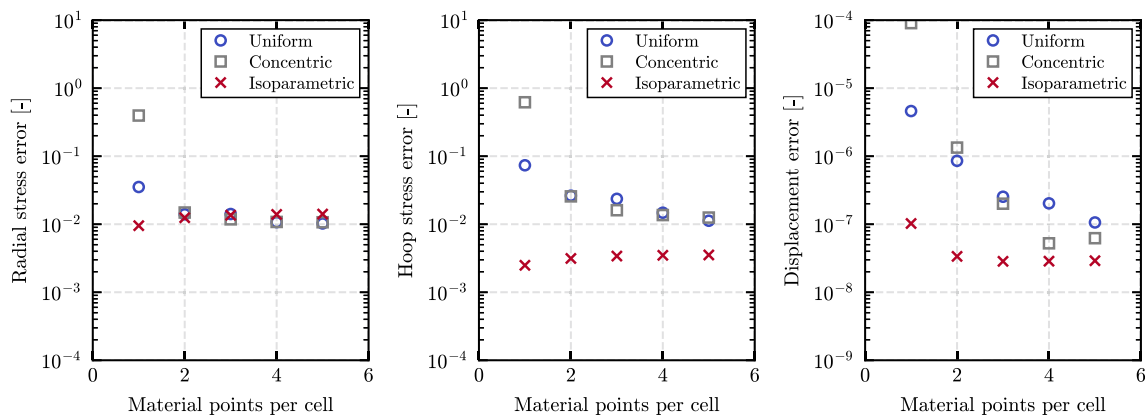 Radial stress error [-]
10^1
10^0
10^-1
10^-2
10^-3
10^-4
0 2 4 6
Material points per cell
Uniform
Concentric
Isoparametric
Hoop stress error [-]
10^1
10^0
10^-1
10^-2
10^-3
10^-4
0 2 4 6
Material points per cell
Uniform
Concentric
Isoparametric
Displacement error [-]
10^-4
10^-5
10^-6
10^-7
10^-8
10^-9
0 2 4 6
Material points per cell
Uniform
Concentric
Isoparametric